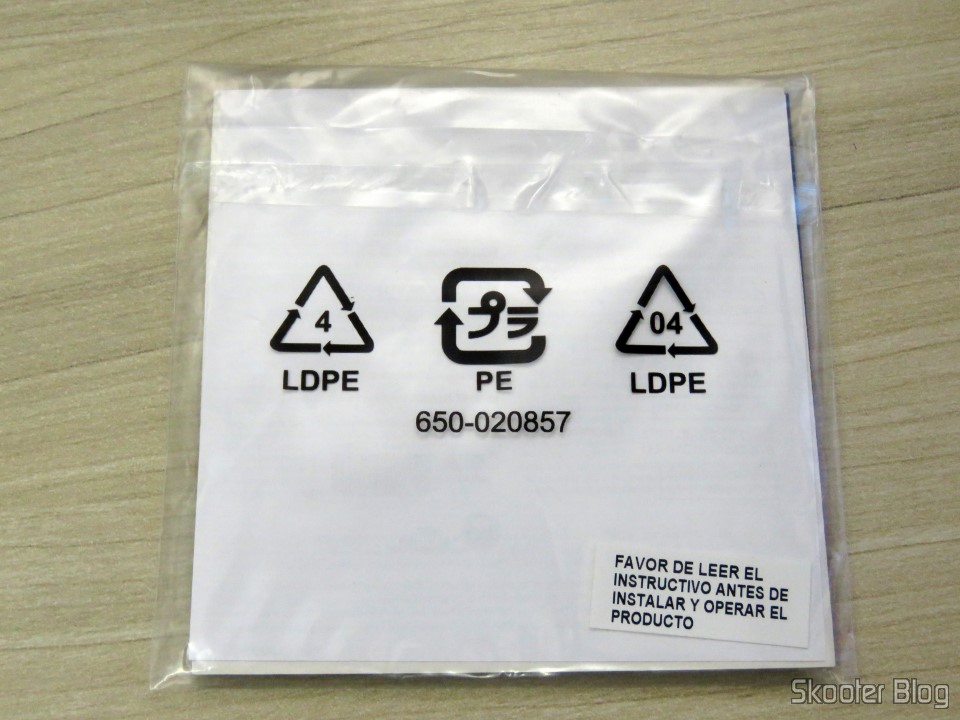 4
プラ
04
LDPE
PE
LDPE
650-020857
FAVOR DE LEER EL
INSTRUCTIVO ANTES DE
INSTALAR Y OPERAR EL
PRODUCTO
Skooter Blog